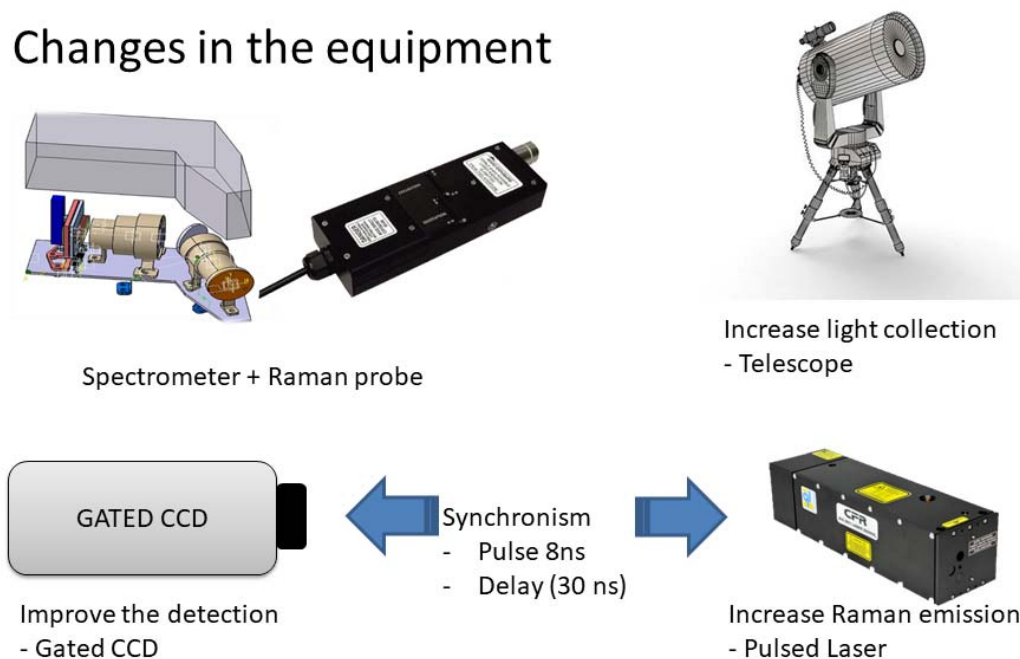 Changes in the equipment
Spectrometer + Raman probe
Increase light collection
- Telescope
GATED CCD
Synchronism
- Pulse 8ns
- Delay (30 ns)
Improve the detection
- Gated CCD
CFR
Increase Raman emission
- Pulsed Laser